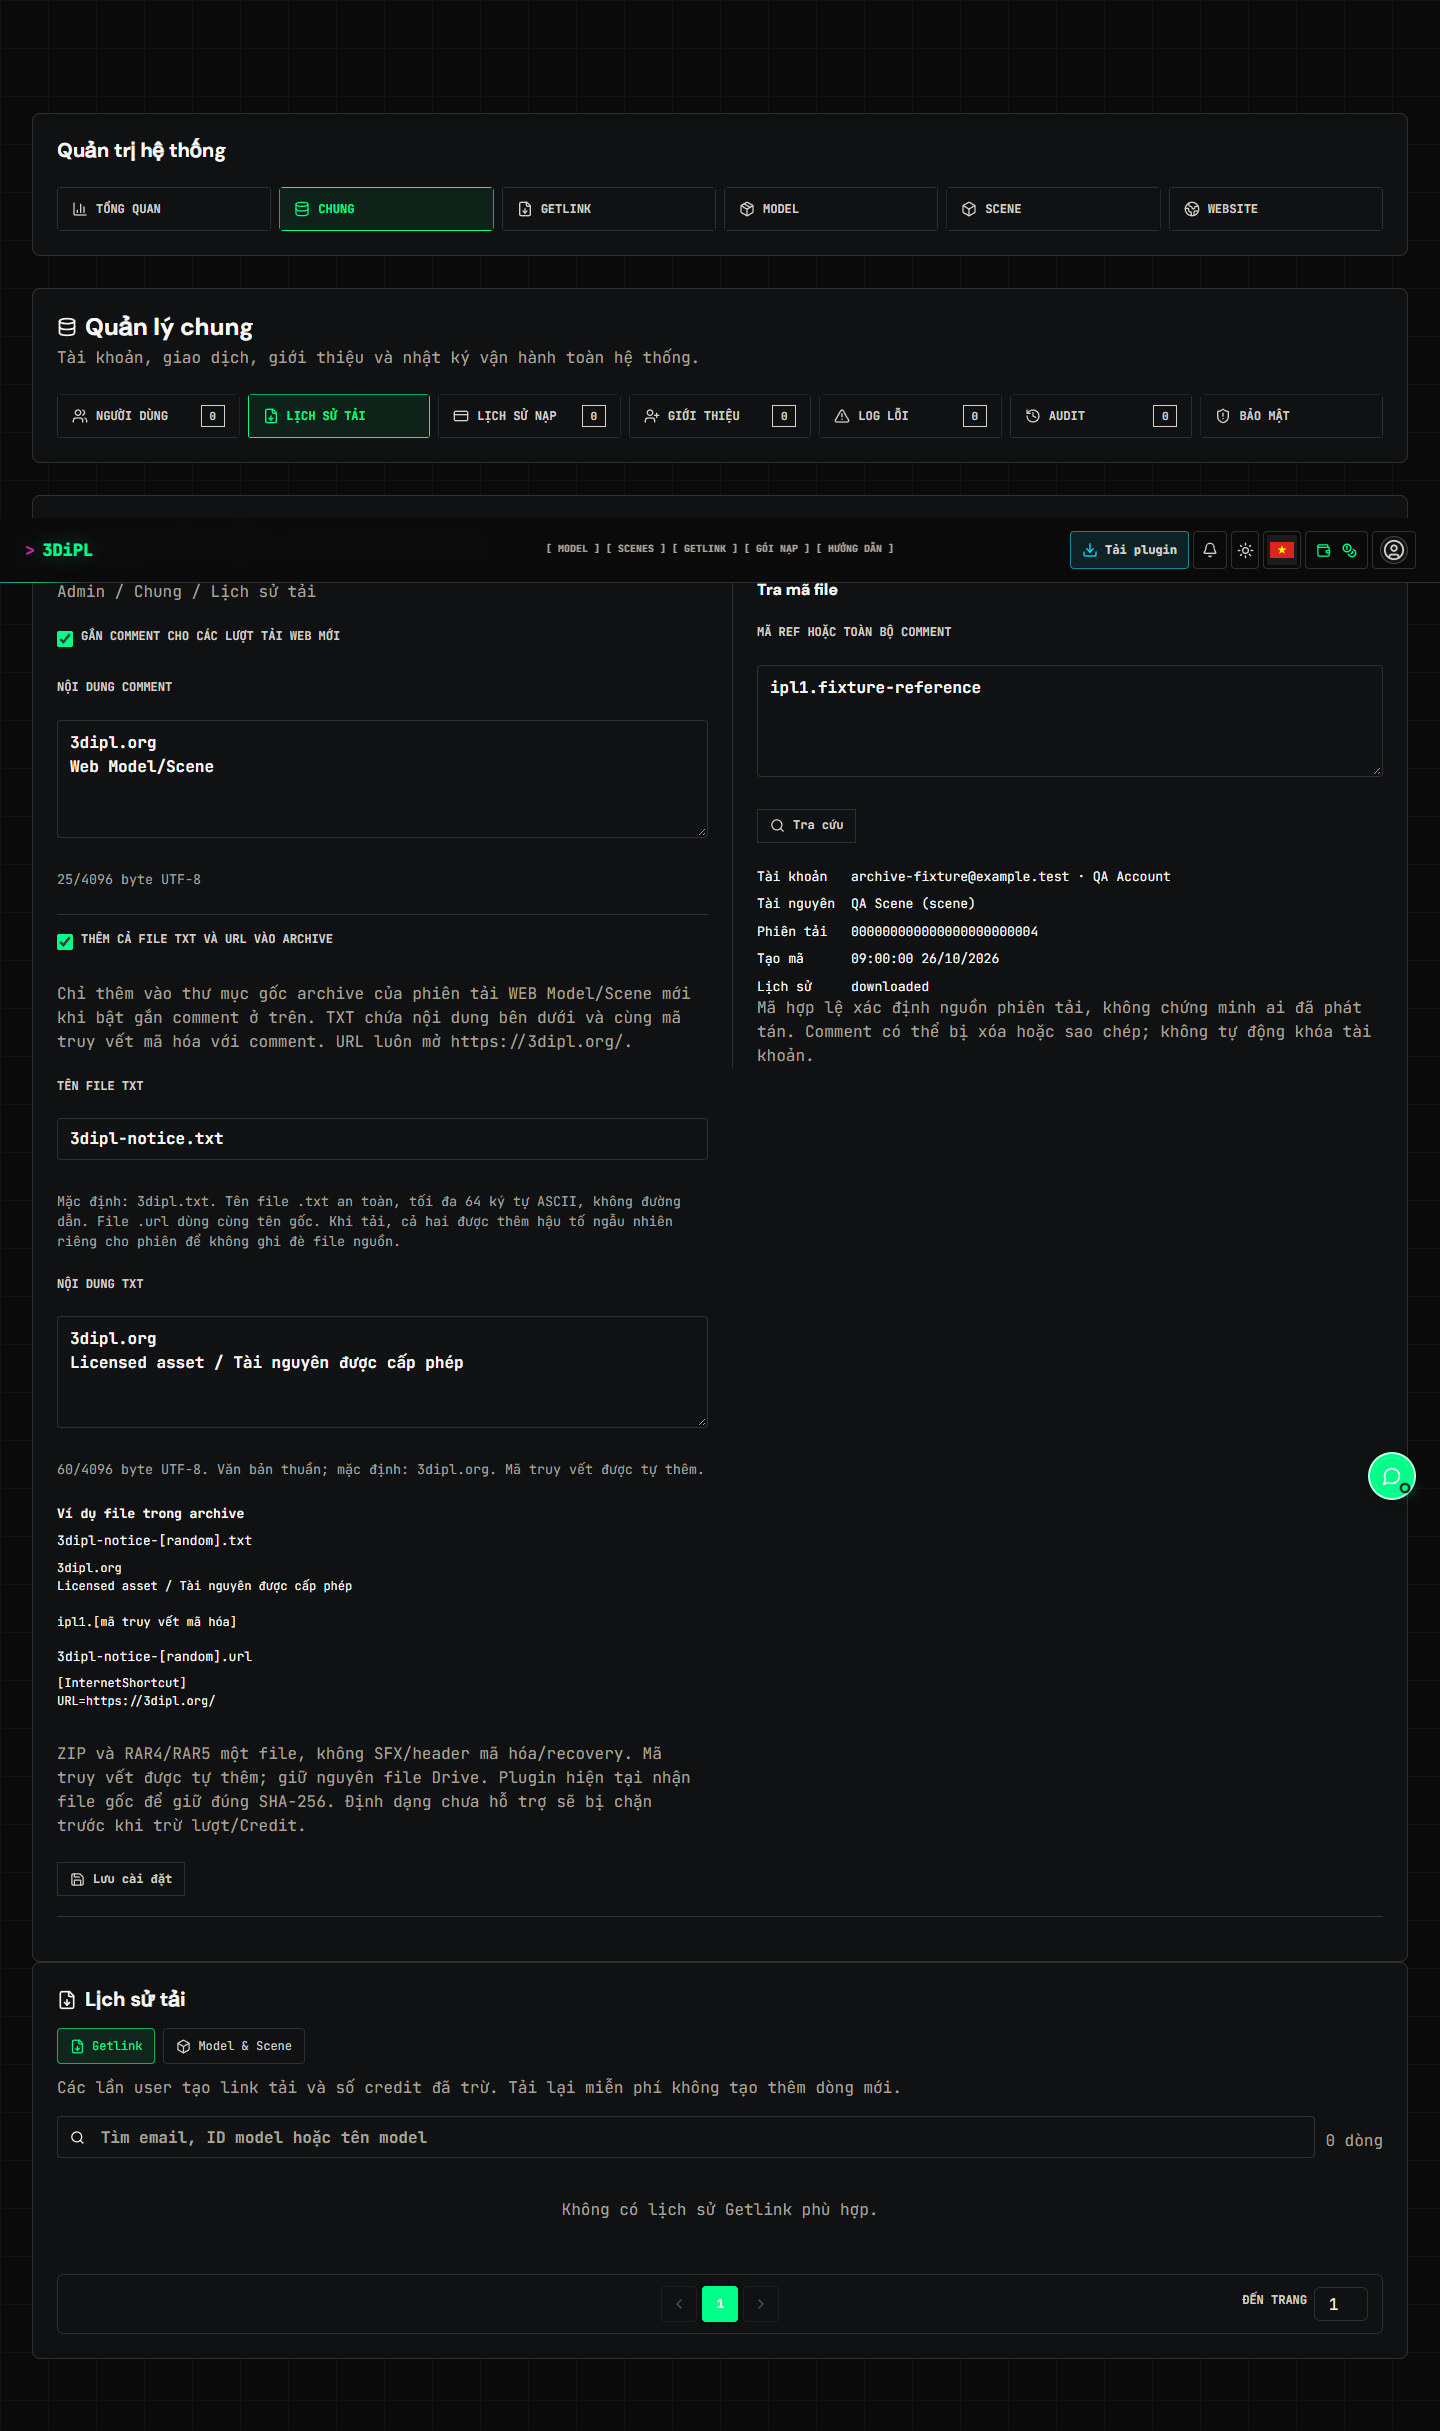 Quản trị hệ thống
TỔNG QUAN
CHUNG
GETLINK
MODEL
SCENE
WEBSITE
Quản lý chung
Tài khoản, giao dịch, giới thiệu và nhật ký vận hành toàn hệ thống.
NGƯỜI DÙNG 0
LỊCH SỬ TẢI
LỊCH SỬ NẠP 0
GIỚI THIỆU 0
LOG LỖI 0
AUDIT 0
BẢO MẬT
> 3DiPL
[ MODEL ] [ SCENES ] [ GETLINK ] [ GÓI NẠP ] [ HƯỚNG DẪN ]
Tải plugin
Admin / Chung / Lịch sử tải
GẮN COMMENT CHO CÁC LƯỢT TẢI WEB MỚI
NỘI DUNG COMMENT
3dipl.org
Web Model/Scene
25/4096 byte UTF-8
THÊM CẢ FILE TXT VÀ URL VÀO ARCHIVE
Chỉ thêm vào thư mục gốc archive của phiên tải WEB Model/Scene mới
khi bật gắn comment ở trên. TXT chứa nội dung bên dưới và cùng mã
truy vết mã hóa với comment. URL luôn mở https://3dipl.org/.
TÊN FILE TXT
3dipl-notice.txt
Mặc định: 3dipl.txt. Tên file .txt an toàn, tối đa 64 ký tự ASCII, không đường
dẫn. File .url dùng cùng tên gốc. Khi tải, cả hai được thêm hậu tố ngẫu nhiên
riêng cho phiên để không ghi đè file nguồn.
NỘI DUNG TXT
3dipl.org
Licensed asset / Tài nguyên được cấp phép
60/4096 byte UTF-8. Văn bản thuần; mặc định: 3dipl.org. Mã truy vết được tự thêm.
Ví dụ file trong archive
3dipl-notice-[random].txt
3dipl.org
Licensed asset / Tài nguyên được cấp phép
ipl1.[mã truy vết mã hóa]
3dipl-notice-[random].url
[InternetShortcut]
URL=https://3dipl.org/
ZIP và RAR4/RAR5 một file, không SFX/header mã hóa/recovery. Mã
truy vết được tự thêm; giữ nguyên file Drive. Plugin hiện tại nhận
file gốc để giữ đúng SHA-256. Định dạng chưa hỗ trợ sẽ bị chặn
trước khi trừ lượt/Credit.
Lưu cài đặt
Tra mã file
MÃ REF HOẶC TOÀN BỘ COMMENT
ipl1.fixture-reference
Tra cứu
Tài khoản archive-fixture@example.test · QA Account
Tài nguyên QA Scene (scene)
Phiên tải 000000000000000000000004
Tạo mã 09:00:00 26/10/2026
Lịch sử downloaded
Mã hợp lệ xác định nguồn phiên tải, không chứng minh ai đã phát
tán. Comment có thể bị xóa hoặc sao chép; không tự động khóa tài
khoản.
Lịch sử tải
Getlink
Model & Scene
Các lần user tạo link tải và số credit đã trừ. Tải lại miễn phí không tạo thêm dòng mới.
Tìm email, ID model hoặc tên model
0 dòng
Không có lịch sử Getlink phù hợp.
1
ĐẾN TRANG 1